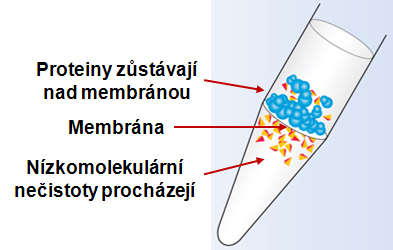 Proteiny zůstávají
nad membránou
Membrána
Nízkomolekulární
nečistoty procházejí